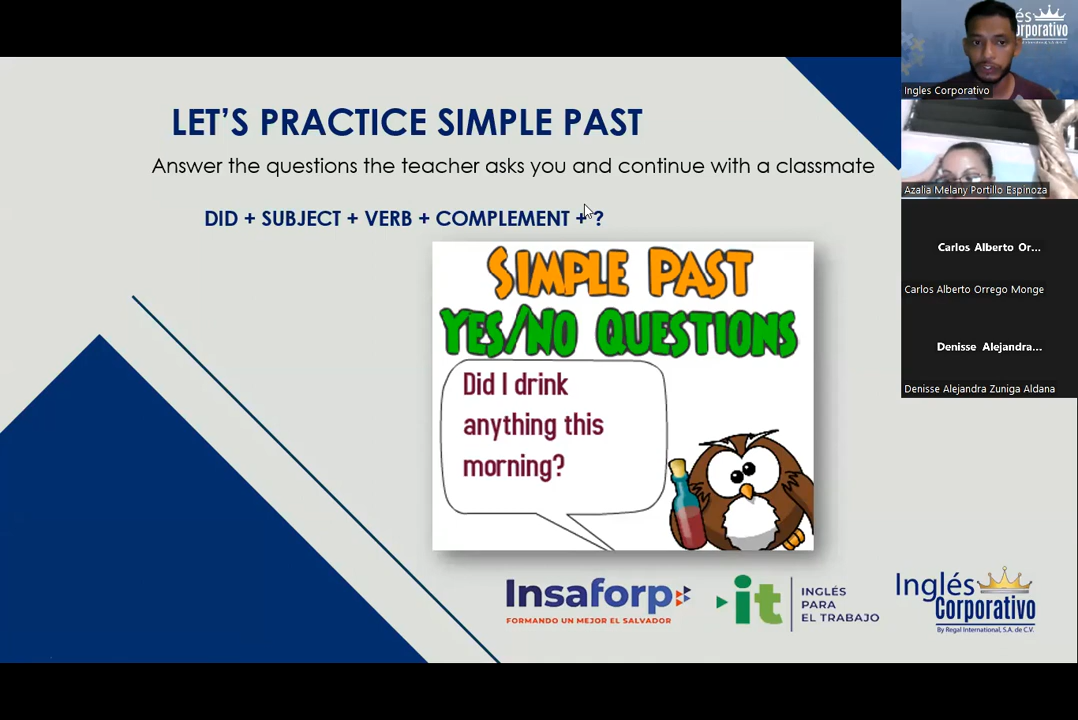 LET'S PRACTICE SIMPLE PAST
Answer the questions the teacher asks you and continue with a classmate
DID + SUBJECT + VERB + COMPLEMENT + ?
SIMPLE PAST
YES/NO QUESTIONS
Did I drink
anything this
morning?
Insaforp
FORMANDO UN MEJOR EL SALVADOR
it
INGLÉS
PARA
EL TRABAJO
Inglés
Corporativo
By Regal International, S.A. de C.V.
és
orporativo
Ingles Corporativo
Azalia Melany Portillo Espinoza
Carlos Alberto Or...
Carlos Alberto Orrego Monge
Denisse Alejandra...
Denisse Alejandra Zuniga Aldana